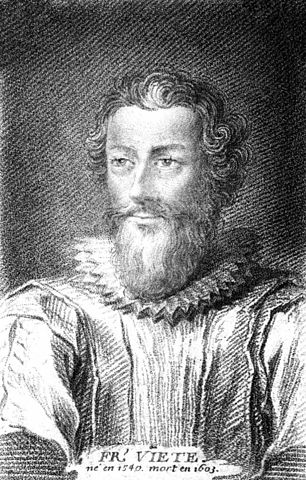 FR. VIETE.
né en 1540. mort en 1603.